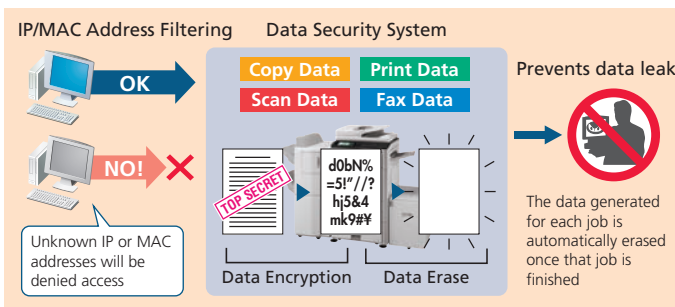 IP/MAC Address Filtering
Data Security System
OK
NO!
Unknown IP or MAC
addresses will be
denied access
Copy Data
Print Data
Scan Data
Fax Data
TOP SECRET
d0bN%
=5!"//?
hj5&4
mk9#¥
Data Encryption
Data Erase
Prevents data leak
The data generated
for each job is
automatically erased
once that job is
finished